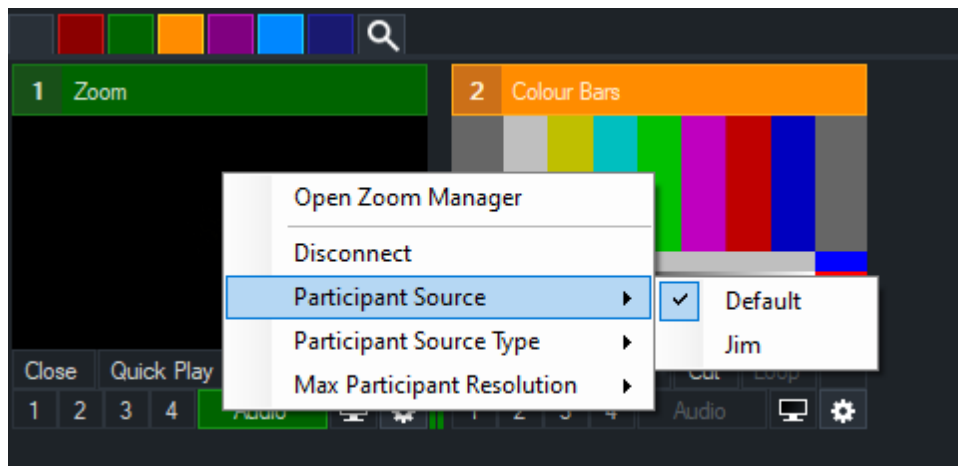 1 Zoom
2 Colour Bars
Open Zoom Manager
Disconnect
Participant Source
Default
Participant Source Type
Jim
Max Participant Resolution
Close Quick Play
Cut Loop
1 2 3 4 Audio
1 2 3 4 Audio